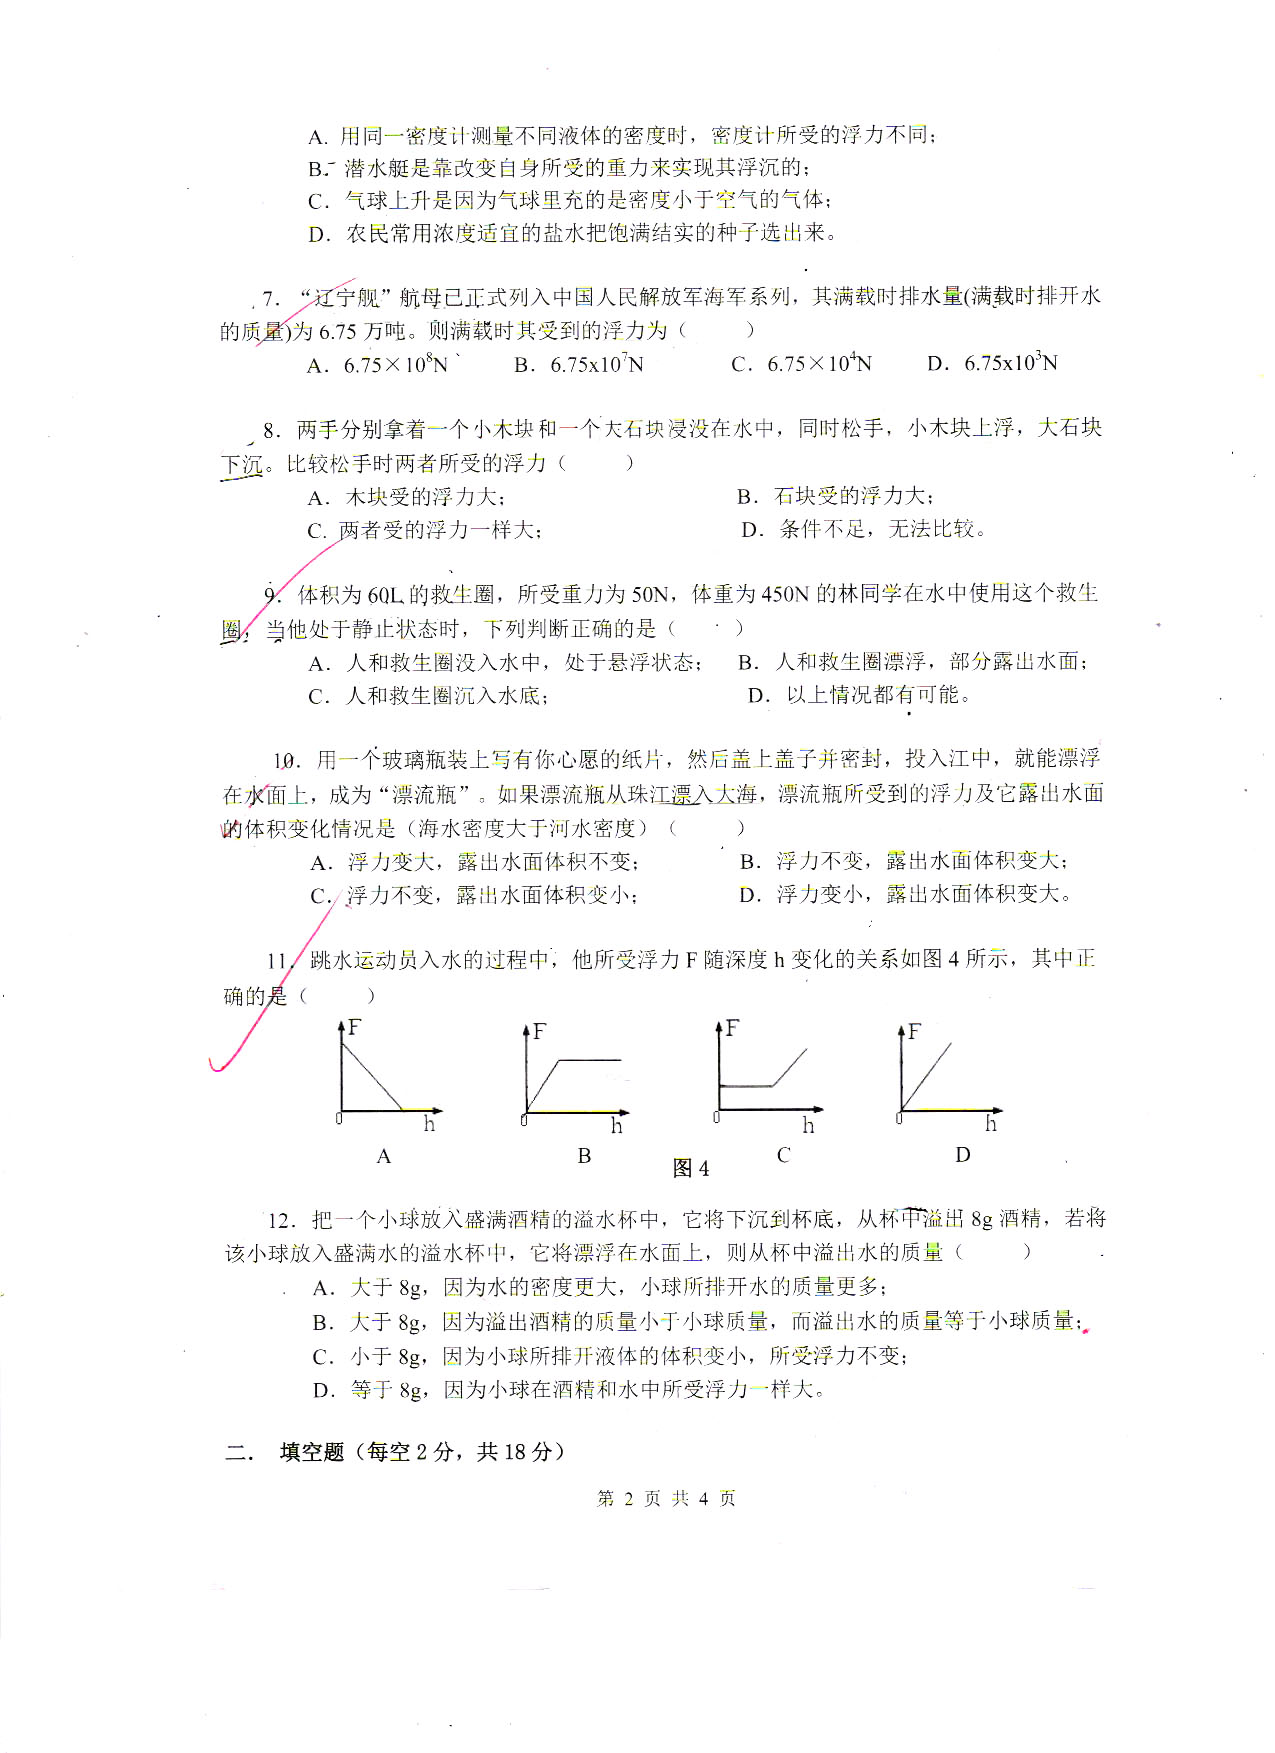 A. 用同一密度计测量不同液体的密度时，密度计所受的浮力不同；
B. 潜水艇是靠改变自身所受的重力来实现其浮沉的；
C．气球上升是因为气球里充的是密度小于空气的气体；
D．农民常用浓度适宜的盐水把饱满结实的种子选出来。
7．“辽宁舰”航母已正式列入中国人民解放军海军系列，其满载时排水量(满载时排开水
的质量)为 6.75 万吨。则满载时其受到的浮力为（　　）
A．6.75×10⁸N　　B．6.75x10⁷N　　C．6.75×10⁴N　　D．6.75x10³N
8．两手分别拿着一个小木块和一个大石块浸没在水中，同时松手，小木块上浮，大石块
下沉。比较松手时两者所受的浮力（　　）
A．木块受的浮力大；　　B．石块受的浮力大；
C. 两者受的浮力一样大；　　D．条件不足，无法比较。
9．体积为 60L 的救生圈，所受重力为 50N，体重为 450N 的林同学在水中使用这个救生
圈，当他处于静止状态时，下列判断正确的是（　　）
A．人和救生圈没入水中，处于悬浮状态；　　B．人和救生圈漂浮，部分露出水面；
C．人和救生圈沉入水底；　　D．以上情况都有可能。
10．用一个玻璃瓶装上写有你心愿的纸片，然后盖上盖子并密封，投入江中，就能漂浮
在水面上，成为“漂流瓶”。如果漂流瓶从珠江漂入大海，漂流瓶所受到的浮力及它露出水面
的体积变化情况是（海水密度大于河水密度）（　　）
A．浮力变大，露出水面体积不变；　　B．浮力不变，露出水面体积变大；
C．浮力不变，露出水面体积变小；　　D．浮力变小，露出水面体积变大。
11．跳水运动员入水的过程中，他所受浮力 F 随深度 h 变化的关系如图 4 所示，其中正
确的是（　　）
F　F　F　F
0　h　0　h　0　h　0　h
A　B　C　D
图 4
12．把一个小球放入盛满酒精的溢水杯中，它将下沉到杯底，从杯中溢出 8g 酒精，若将
该小球放入盛满水的溢水杯中，它将漂浮在水面上，则从杯中溢出水的质量（　　）
A．大于 8g，因为水的密度更大，小球所排开水的质量更多；
B．大于 8g，因为溢出酒精的质量小于小球质量，而溢出水的质量等于小球质量；
C．小于 8g，因为小球所排开液体的体积变小，所受浮力不变；
D．等于 8g，因为小球在酒精和水中所受浮力一样大。
二．　填空题（每空 2 分，共 18 分）
第 2 页 共 4 页